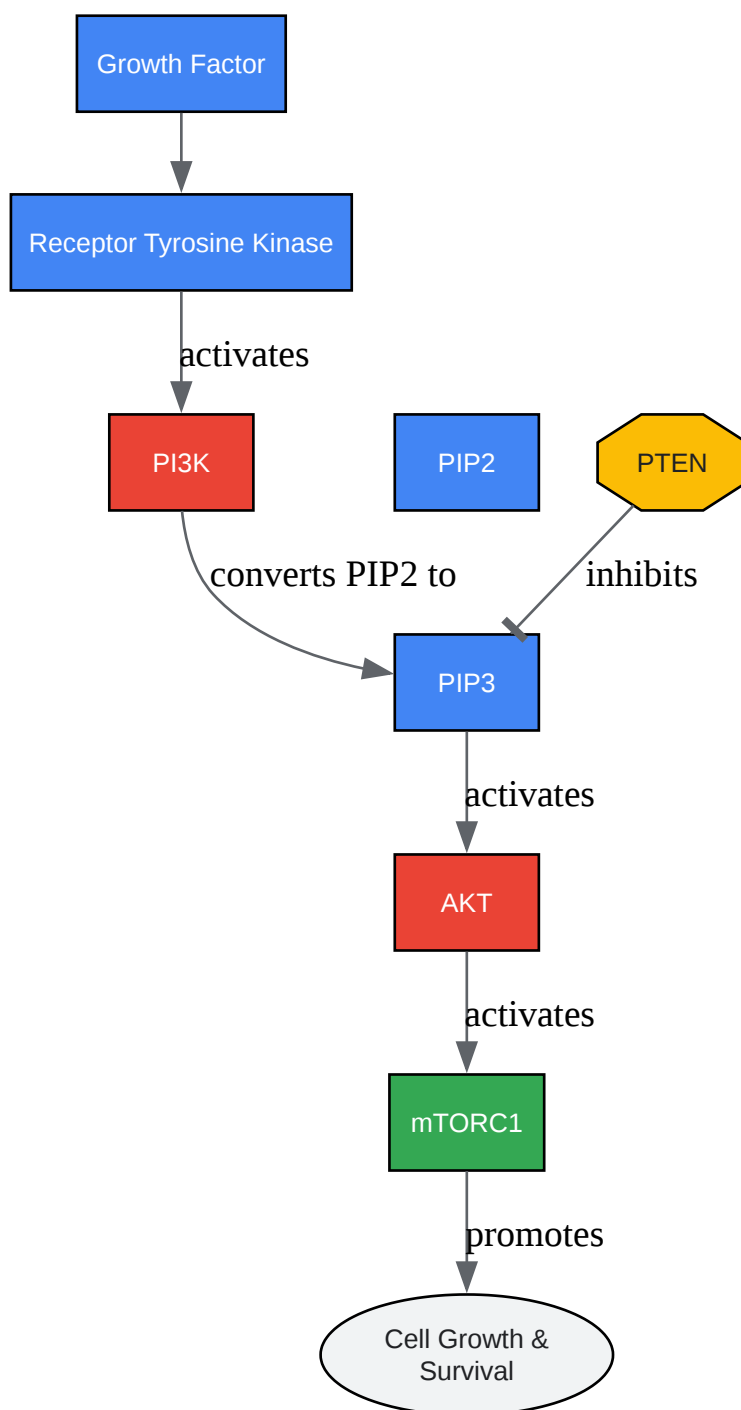 Growth Factor
Receptor Tyrosine Kinase
activates
PI3K
PIP2
PTEN
converts PIP2 to
inhibits
PIP3
activates
AKT
activates
mTORC1
promotes
Cell Growth &
Survival